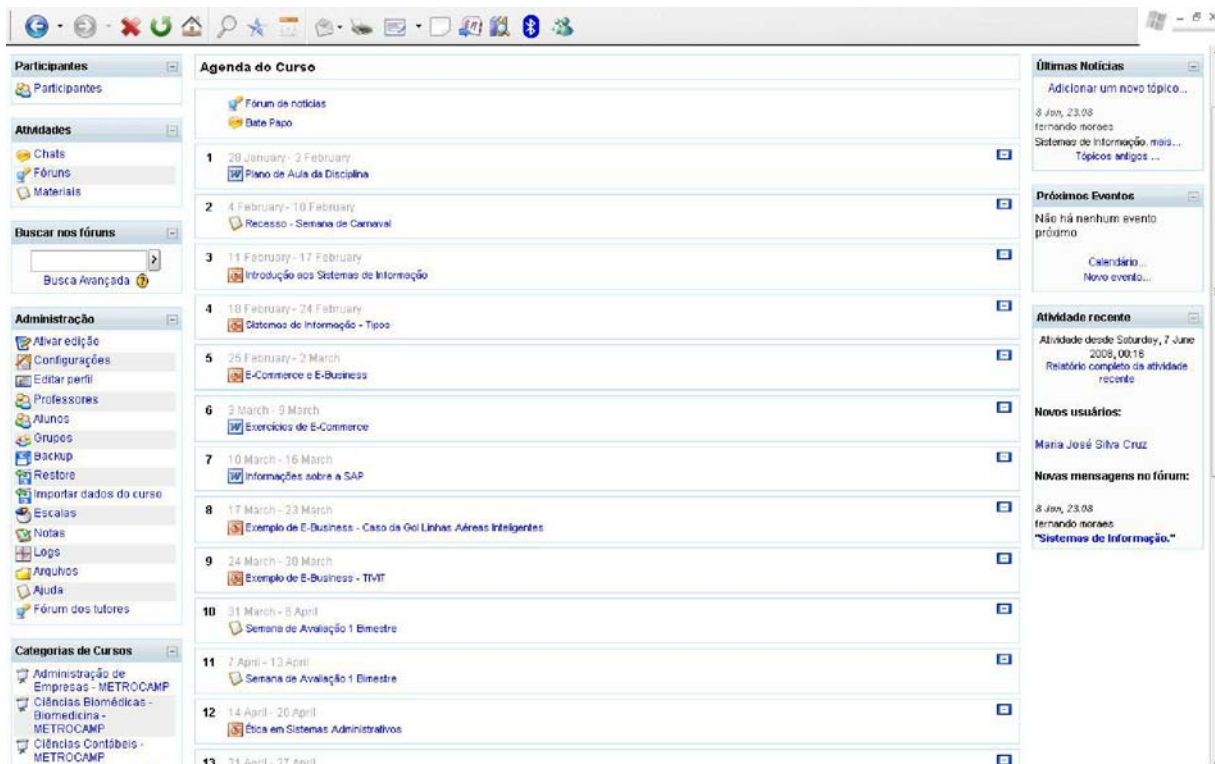 Participantes
Participantes
Atividades
Chats
Fóruns
Materiais
Buscar nos fóruns
Busca Avançada
Administração
Ativar edição
Configurações
Editar perfil
Professores
Alunos
Grupos
Backup
Restore
Importar dados do curso
Escalas
Notas
Logs
Arquivos
Ajuda
Fórum dos tutores
Categorias de Cursos
Administração de
Empresas - METROCAMP
Ciências Biomédicas -
Biomedicina -
METROCAMP
Ciências Contábeis -
METROCAMP
Agenda do Curso
Fórum de notícias
Bate Papo
1 28 January - 3 February
Plano de Aula da Disciplina
2 4 February - 10 February
Recesso - Semana de Carnaval
3 11 February - 17 February
Introdução aos Sistemas de Informação
4 18 February - 24 February
Sistemas de Informação - Tipos
5 25 February - 2 March
E-Commerce e E-Business
6 3 March - 9 March
Exercícios de E-Commerce
7 10 March - 16 March
Informações sobre a SAP
8 17 March - 23 March
Exemplo de E-Business - Caso da Gol Linhas Aéreas Inteligentes
9 24 March - 30 March
Exemplo de E-Business - TIVIT
10 31 March - 6 April
Semana de Avaliação 1 Bimestre
11 7 April - 13 April
Semana de Avaliação 1 Bimestre
12 14 April - 20 April
Ética em Sistemas Administrativos
13 21 April - 27 April
Últimas Notícias
Adicionar um novo tópico...
8 Jan, 23:08
fernando moraes
Sistemas de Informação. mais...
Tópicos antigos ...
Próximos Eventos
Não há nenhum evento
próximo
Calendário...
Novo evento...
Atividade recente
Atividade desde Saturday, 7 June
2008, 00:16
Relatório completo da atividade
recente
Novos usuários:
Maria José Silva Cruz
Novas mensagens no fórum:
8 Jan, 23:08
fernando moraes
"Sistemas de Informação."